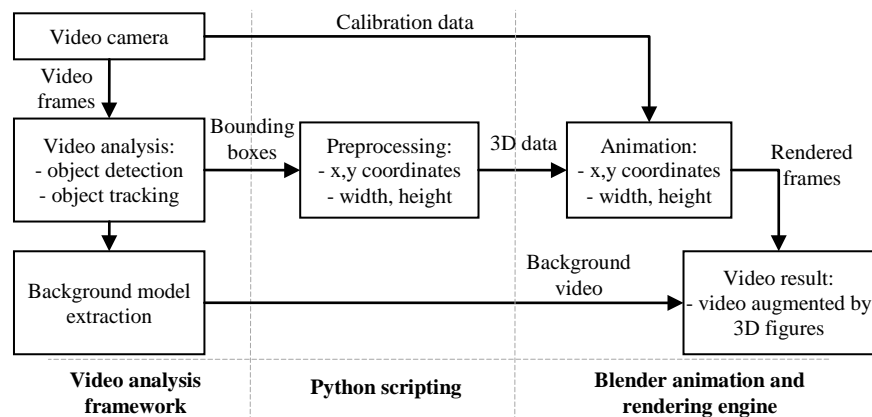 Video camera
Calibration data
Video
frames
Video analysis:
- object detection
- object tracking
Bounding
boxes
Preprocessing:
- x,y coordinates
- width, height
3D data
Animation:
- x,y coordinates
- width, height
Rendered
frames
Background model
extraction
Background
video
Video result:
- video augmented by
3D figures
Video analysis
framework
Python scripting
Blender animation and
rendering engine